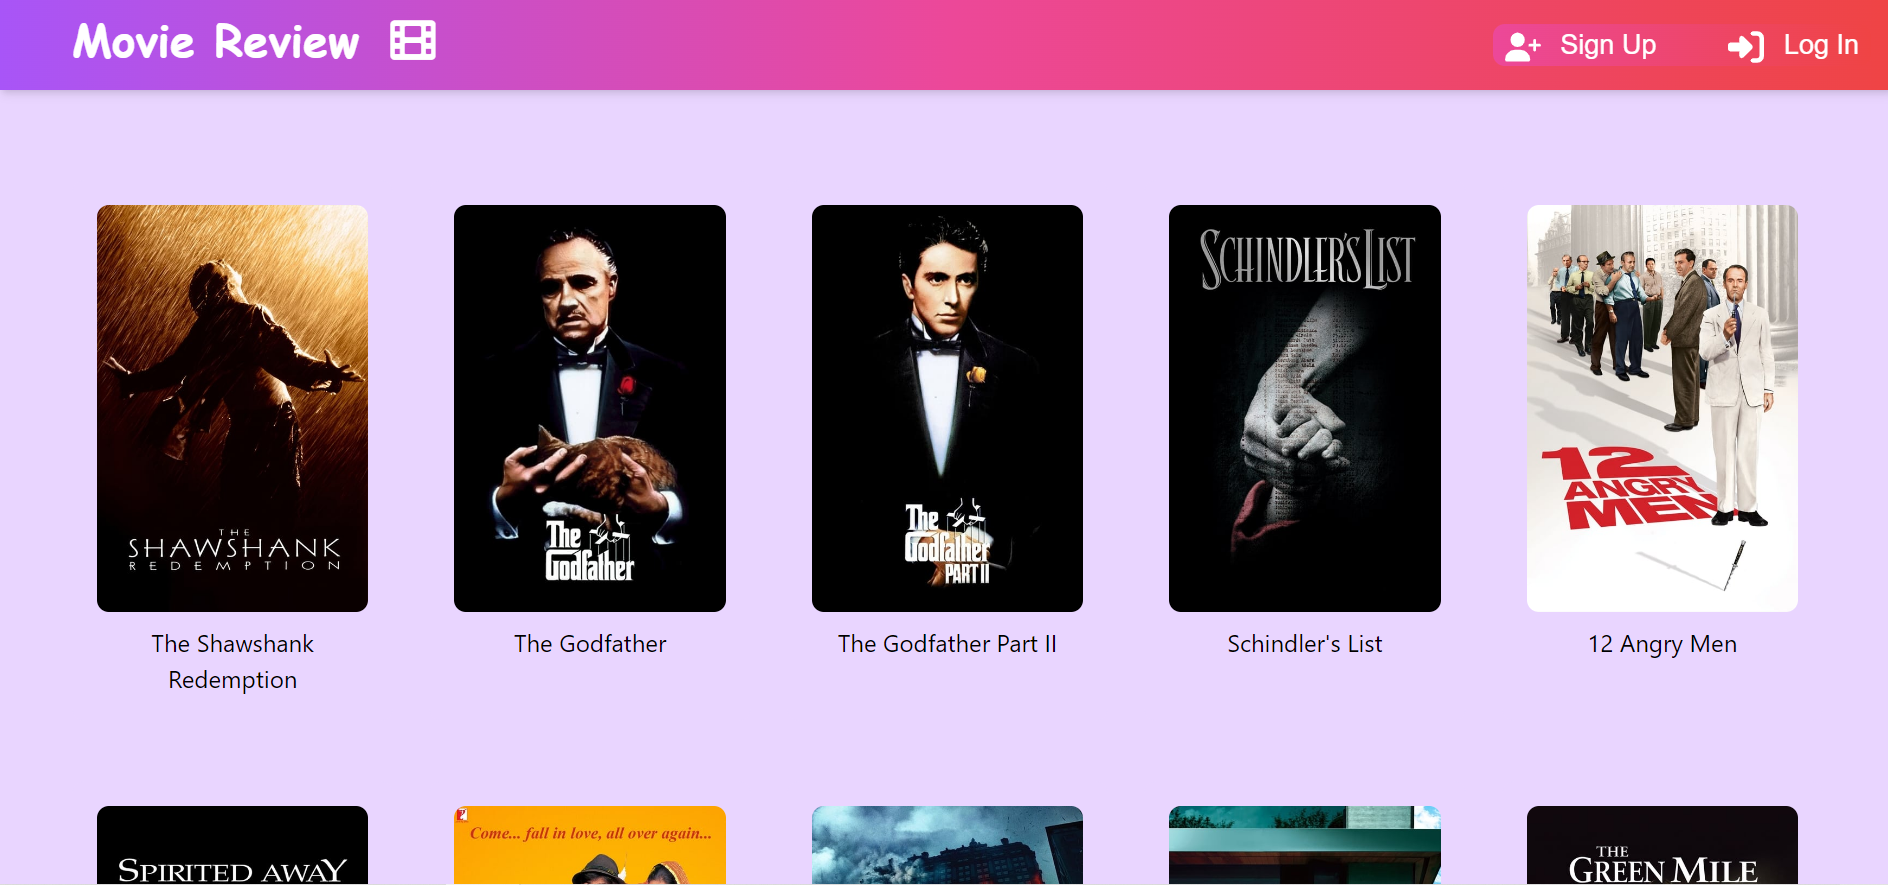 Movie Review
Sign Up
Log In
THE
SHAWSHANK
REDEMPTION
The
Godfather
The
Godfather
PART II
SCHINDLER'S LIST
12
ANGRY
MEN
The Shawshank
Redemption
The Godfather
The Godfather Part II
Schindler's List
12 Angry Men
SPIRITED AWAY
Come... fall in love, all over again...
THE
GREEN MILE